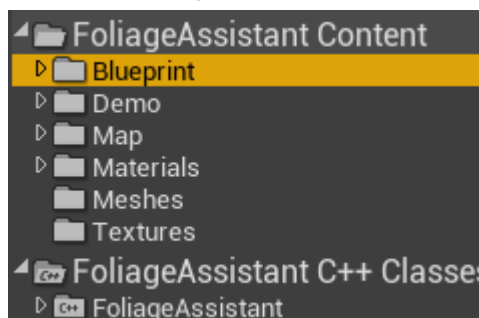 FoliageAssistant Content
Blueprint
Demo
Map
Materials
Meshes
Textures
FoliageAssistant C++ Classes
C++ FoliageAssistant